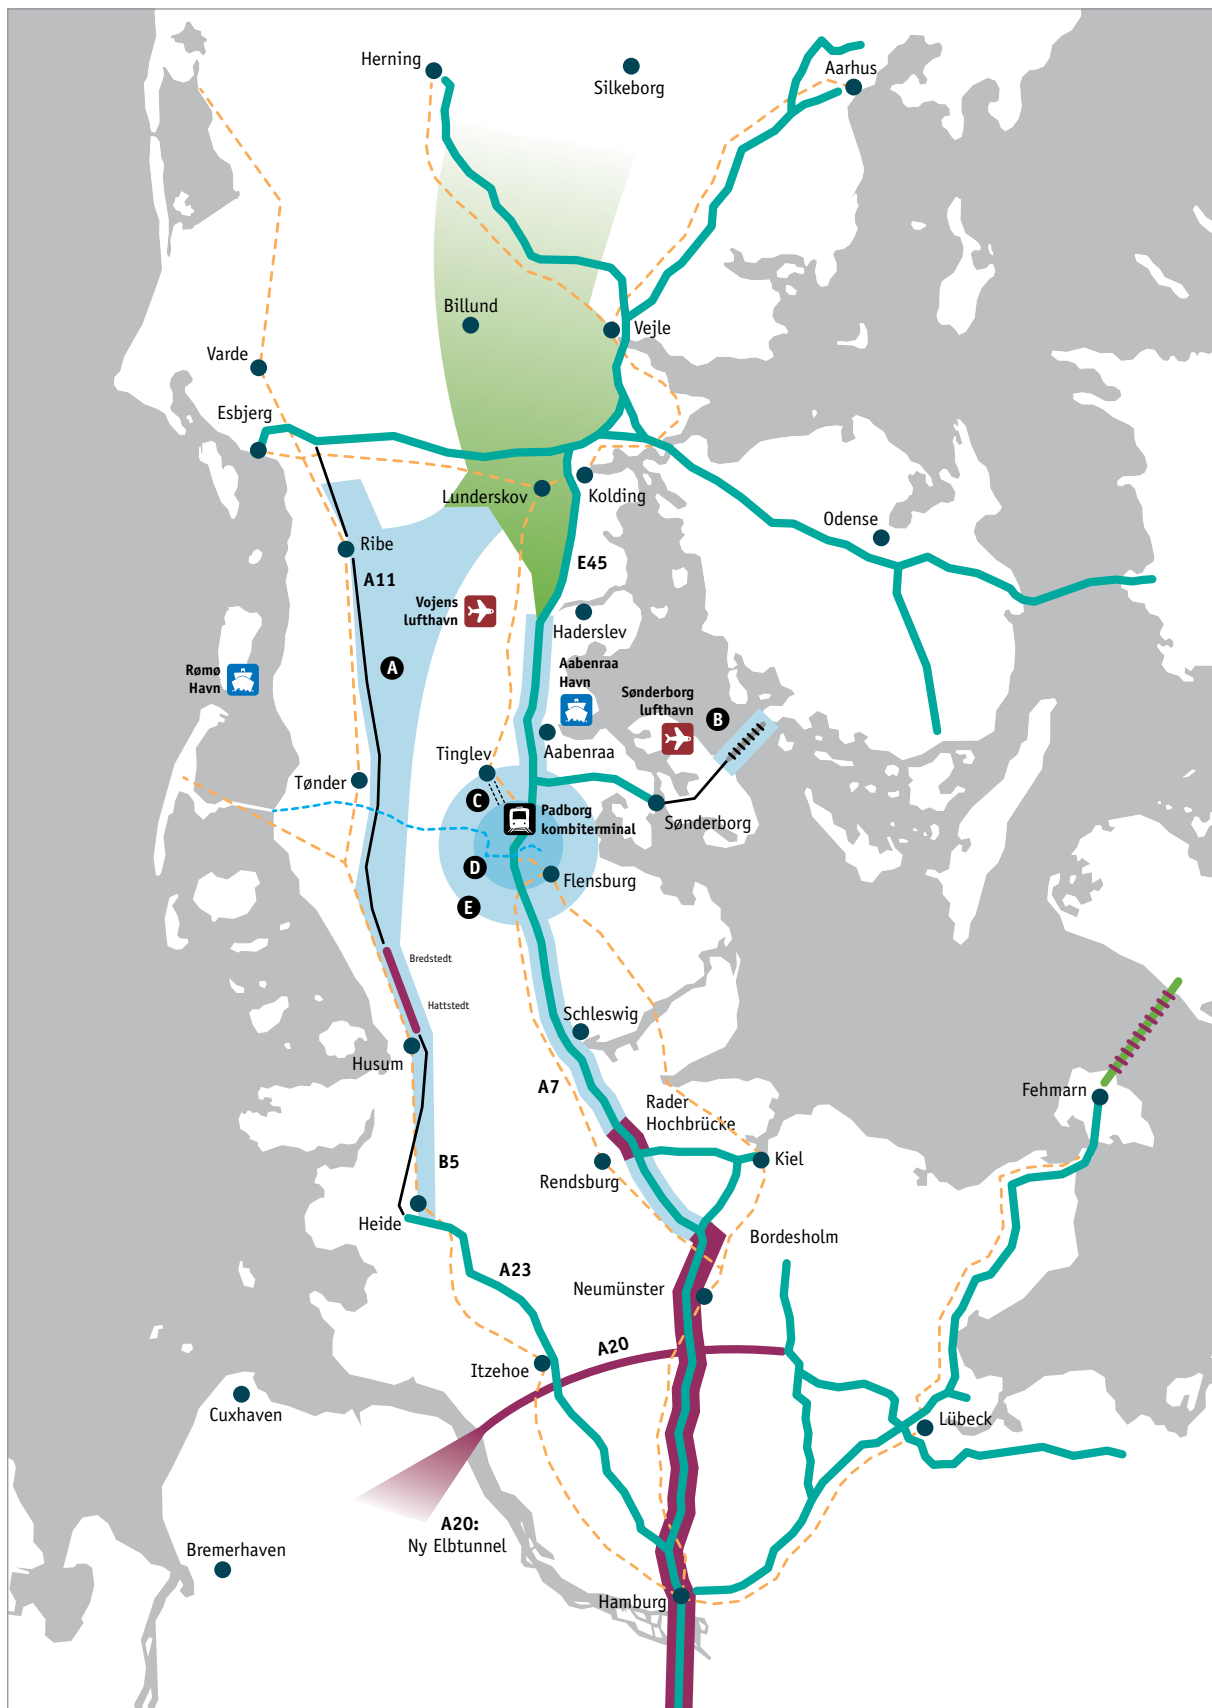 Herning
Silkeborg
Aarhus
Billund
Vejle
Varde
Esbjerg
Lunderskov
Kolding
Odense
Ribe
E45
A11
Vojens
lufthavn
Haderslev
Rømø
Havn
A
Aabenraa
Havn
Sønderborg
lufthavn
B
Aabenraa
Tinglev
Tønder
C
Padborg
kombiterminal
Sønderborg
D
Flensburg
E
Bredstedt
Hattstedt
Schleswig
Husum
A7
Rader
Hochbrücke
Fehmarn
B5
Rendsburg
Kiel
Heide
Bordesholm
A23
Neumünster
A20
Itzehoe
Cuxhaven
Lübeck
A20:
Ny Elbtunnel
Bremerhaven
Hamburg